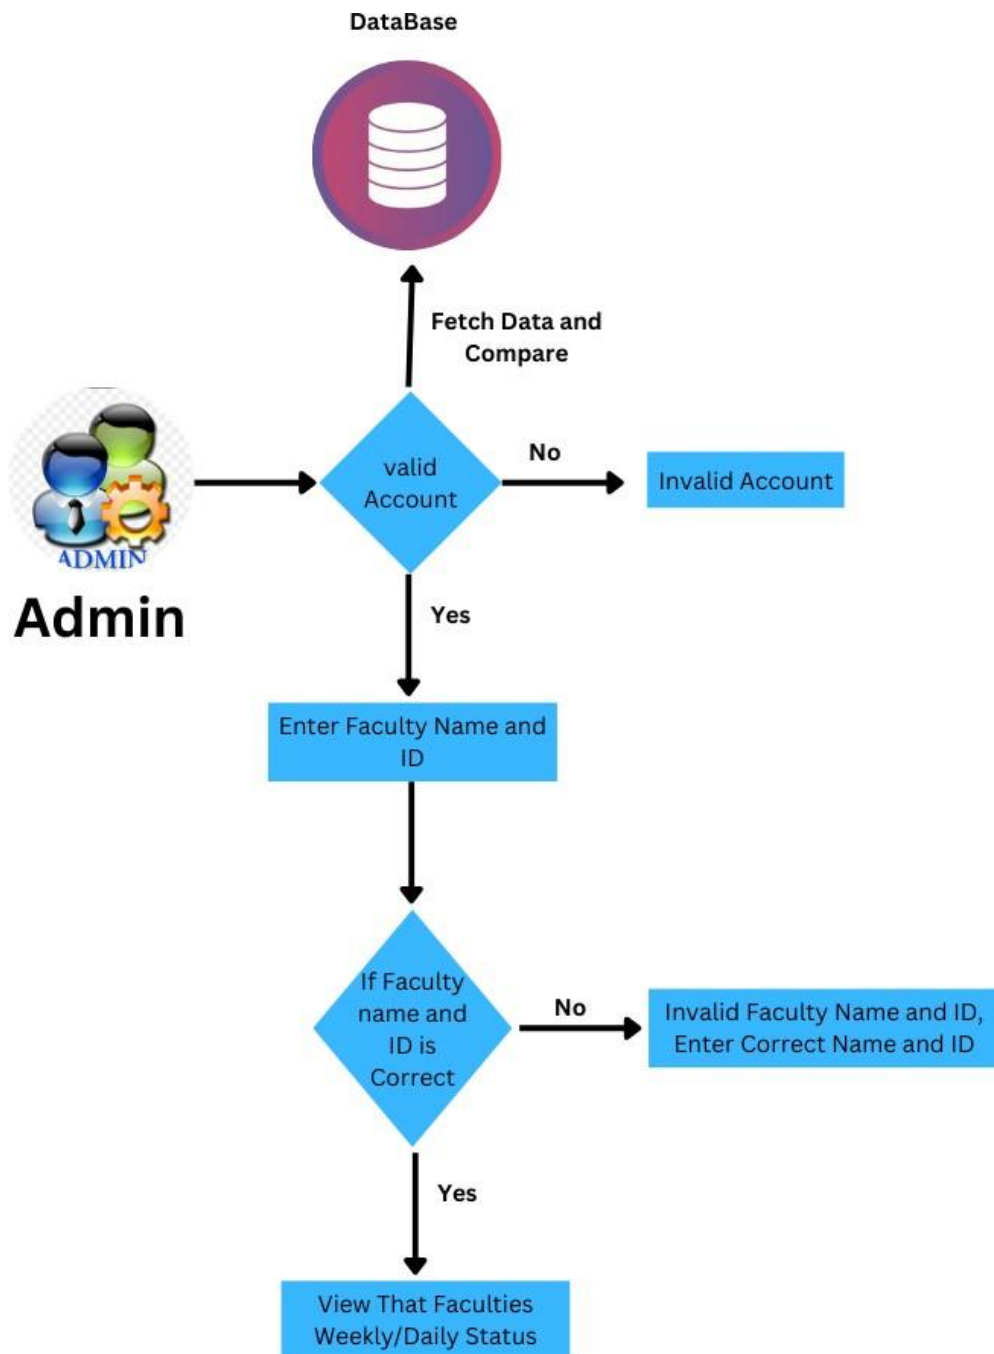 DataBase
Fetch Data and
Compare
ADMIN
Admin
valid
Account
No
Invalid Account
Yes
Enter Faculty Name and
ID
If Faculty
name and
ID is
Correct
No
Invalid Faculty Name and ID,
Enter Correct Name and ID
Yes
View That Faculties
Weekly/Daily Status